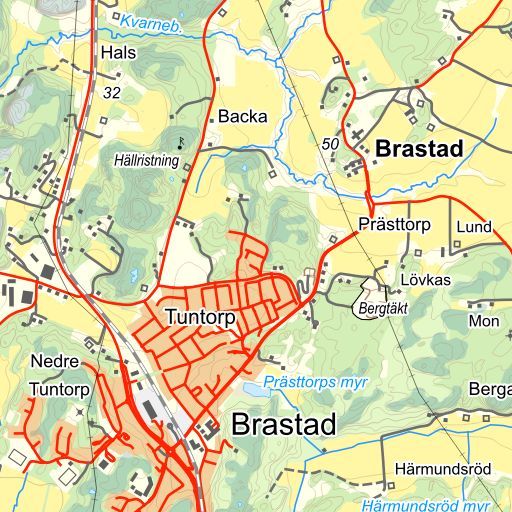 Kvarneb.
Hals
32
Backa
50
Brastad
Hällristning
Prästtorp
Lund
Lövkas
Bergtäkt
Tuntorp
Mon
Nedre
Tuntorp
Prästtorps myr
Berga
Brastad
Härmundsröd
Härmundsröd myr